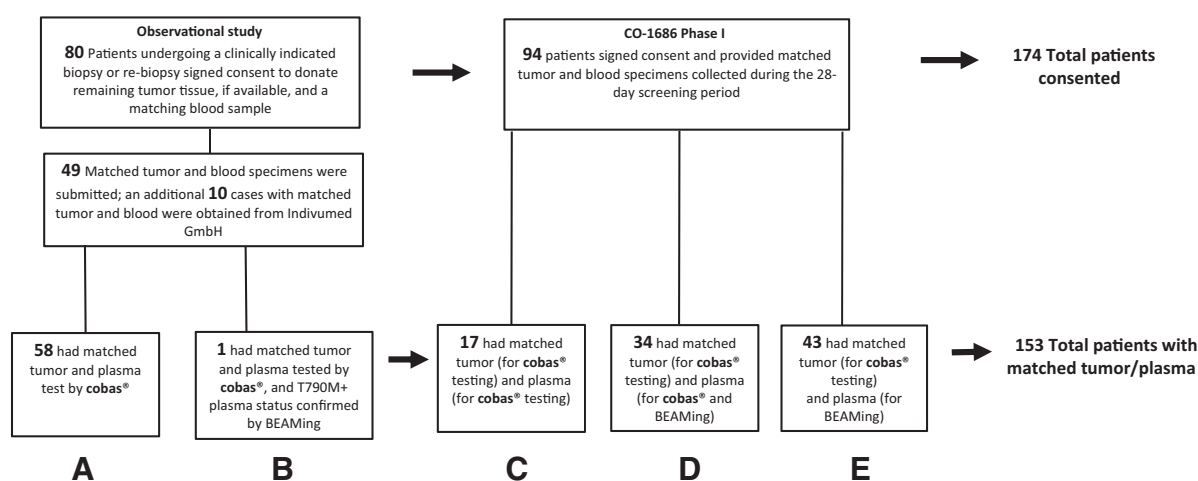 Observational study
80 Patients undergoing a clinically indicated
biopsy or re-biopsy signed consent to donate
remaining tumor tissue, if available, and a
matching blood sample
CO-1686 Phase I
94 patients signed consent and provided matched
tumor and blood specimens collected during the 28-
day screening period
174 Total patients
consented
49 Matched tumor and blood specimens were
submitted; an additional 10 cases with matched
tumor and blood were obtained from Indivumed
GmbH
58 had matched
tumor and plasma
test by cobas®
1 had matched tumor
and plasma tested by
cobas®, and T790M+
plasma status confirmed
by BEAMing
17 had matched
tumor (for cobas®
testing) and plasma
(for cobas® testing)
34 had matched
tumor (for cobas®
testing) and plasma
(for cobas® and
BEAMing)
43 had matched
tumor (for cobas®
testing)
and plasma (for
BEAMing)
153 Total patients with
matched tumor/plasma
A
B
C
D
E